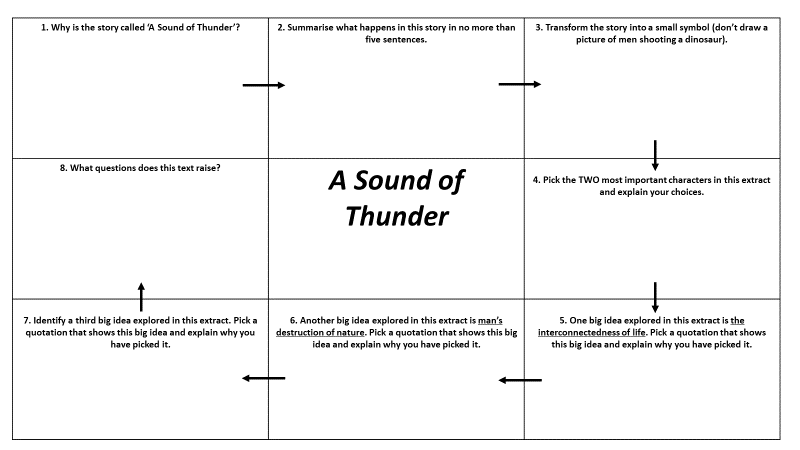 1. Why is the story called ‘A Sound of Thunder’?
2. Summarise what happens in this story in no more than
five sentences.
3. Transform the story into a small symbol (don’t draw a
picture of men shooting a dinosaur).
8. What questions does this text raise?
A Sound of
Thunder
4. Pick the TWO most important characters in this extract
and explain your choices.
7. Identify a third big idea explored in this extract. Pick a
quotation that shows this big idea and explain why you
have picked it.
6. Another big idea explored in this extract is man’s
destruction of nature. Pick a quotation that shows this big
idea and explain why you have picked it.
5. One big idea explored in this extract is the
interconnectedness of life. Pick a quotation that shows
this big idea and explain why you have picked it.